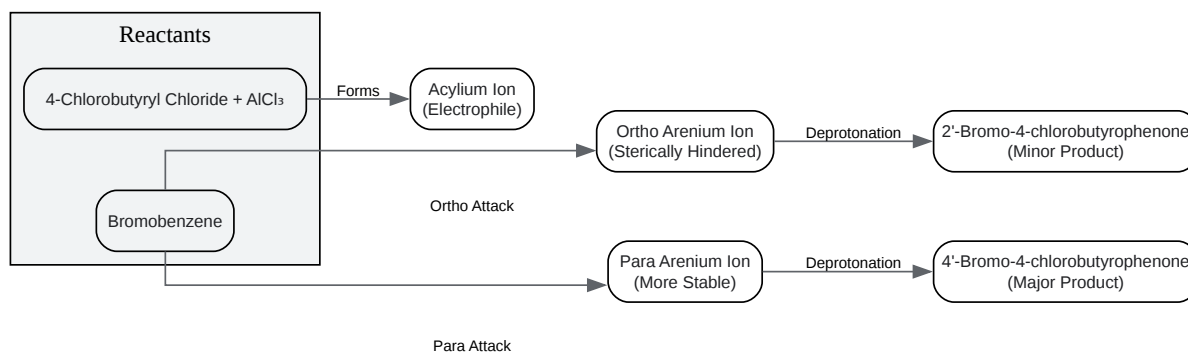 Reactants
4-Chlorobutyryl Chloride + AlCl₃
Forms
Acylium Ion
(Electrophile)
Bromobenzene
Ortho Attack
Ortho Arenium Ion
(Sterically Hindered)
Deprotonation
2'-Bromo-4-chlorobutyrophenone
(Minor Product)
Para Attack
Para Arenium Ion
(More Stable)
Deprotonation
4'-Bromo-4-chlorobutyrophenone
(Major Product)